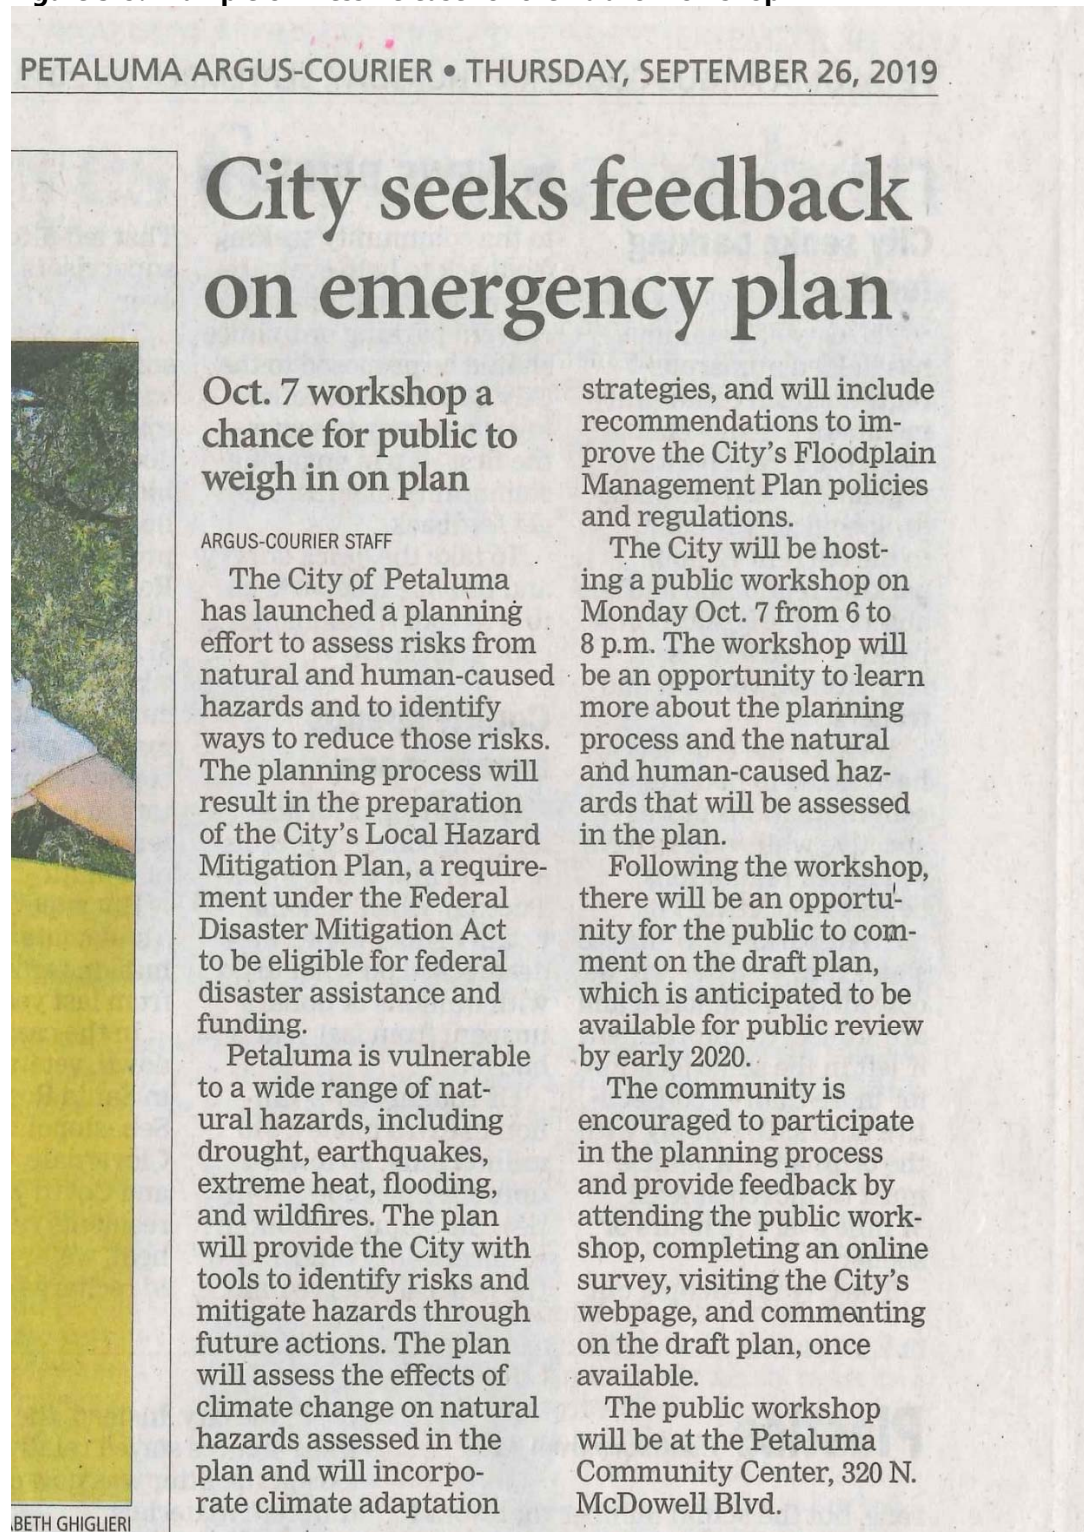 PETALUMA ARGUS-COURIER • THURSDAY, SEPTEMBER 26, 2019
City seeks feedback
on emergency plan
Oct. 7 workshop a
chance for public to
weigh in on plan
ARGUS-COURIER STAFF
The City of Petaluma
has launched a planning
effort to assess risks from
natural and human-caused
hazards and to identify
ways to reduce those risks.
The planning process will
result in the preparation
of the City's Local Hazard
Mitigation Plan, a require-
ment under the Federal
Disaster Mitigation Act
to be eligible for federal
disaster assistance and
funding.
Petaluma is vulnerable
to a wide range of nat-
ural hazards, including
drought, earthquakes,
extreme heat, flooding,
and wildfires. The plan
will provide the City with
tools to identify risks and
mitigate hazards through
future actions. The plan
will assess the effects of
climate change on natural
hazards assessed in the
plan and will incorpo-
rate climate adaptation
strategies, and will include
recommendations to im-
prove the City's Floodplain
Management Plan policies
and regulations.
The City will be host-
ing a public workshop on
Monday Oct. 7 from 6 to
8 p.m. The workshop will
be an opportunity to learn
more about the planning
process and the natural
and human-caused haz-
ards that will be assessed
in the plan.
Following the workshop,
there will be an opportu-
nity for the public to com-
ment on the draft plan,
which is anticipated to be
available for public review
by early 2020.
The community is
encouraged to participate
in the planning process
and provide feedback by
attending the public work-
shop, completing an online
survey, visiting the City's
webpage, and commenting
on the draft plan, once
available.
The public workshop
will be at the Petaluma
Community Center, 320 N.
McDowell Blvd.
ABETH GHIGLIERI